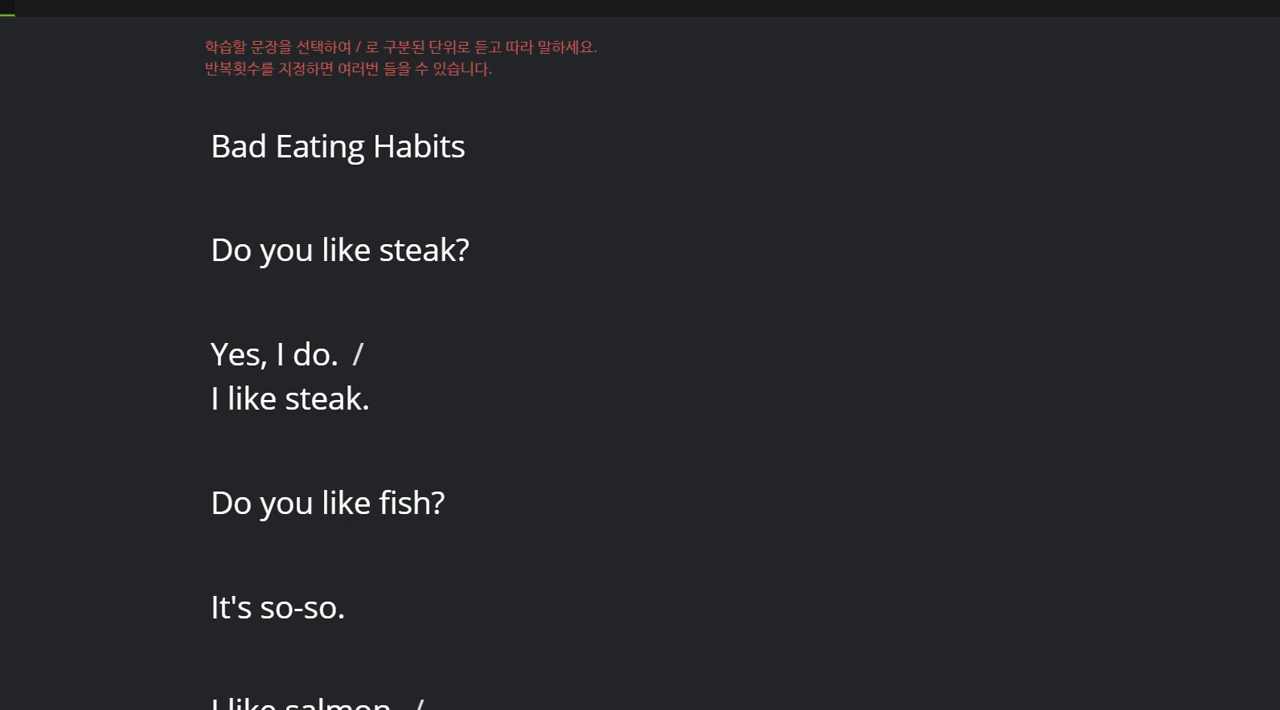 학습할 문장을 선택하여 / 로 구분된 단위로 듣고 따라 말하세요.
반복횟수를 지정하면 여러번 들을 수 있습니다.
Bad Eating Habits
Do you like steak?
Yes, I do. /
I like steak.
Do you like fish?
It's so-so.
I like salmon. /